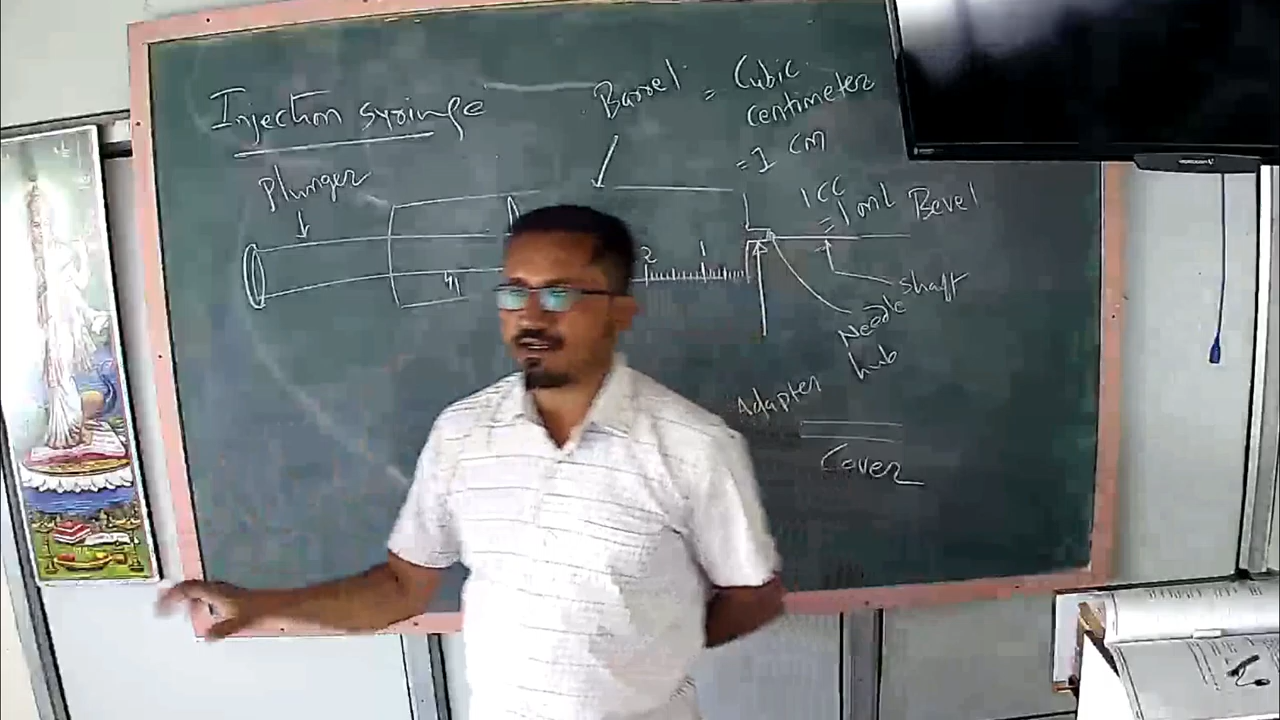 Injection syringe
Barrel = Cubic
centimeter
= 1 cm
1CC
= 1 ml
Bevel
Plunger
2
1
shaft
Needle
hub
Adapter
Cover